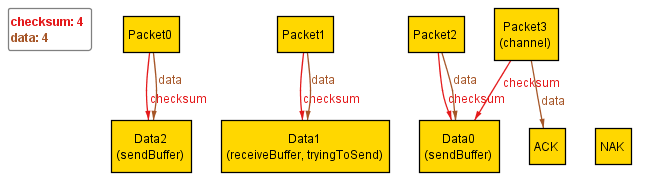 checksum: 4
data: 4
Packet0
Packet1
Packet2
Packet3
(channel)
data
checksum
data
checksum
data
checksum
checksum
data
Data2
(sendBuffer)
Data1
(receiveBuffer, tryingToSend)
Data0
(sendBuffer)
ACK
NAK